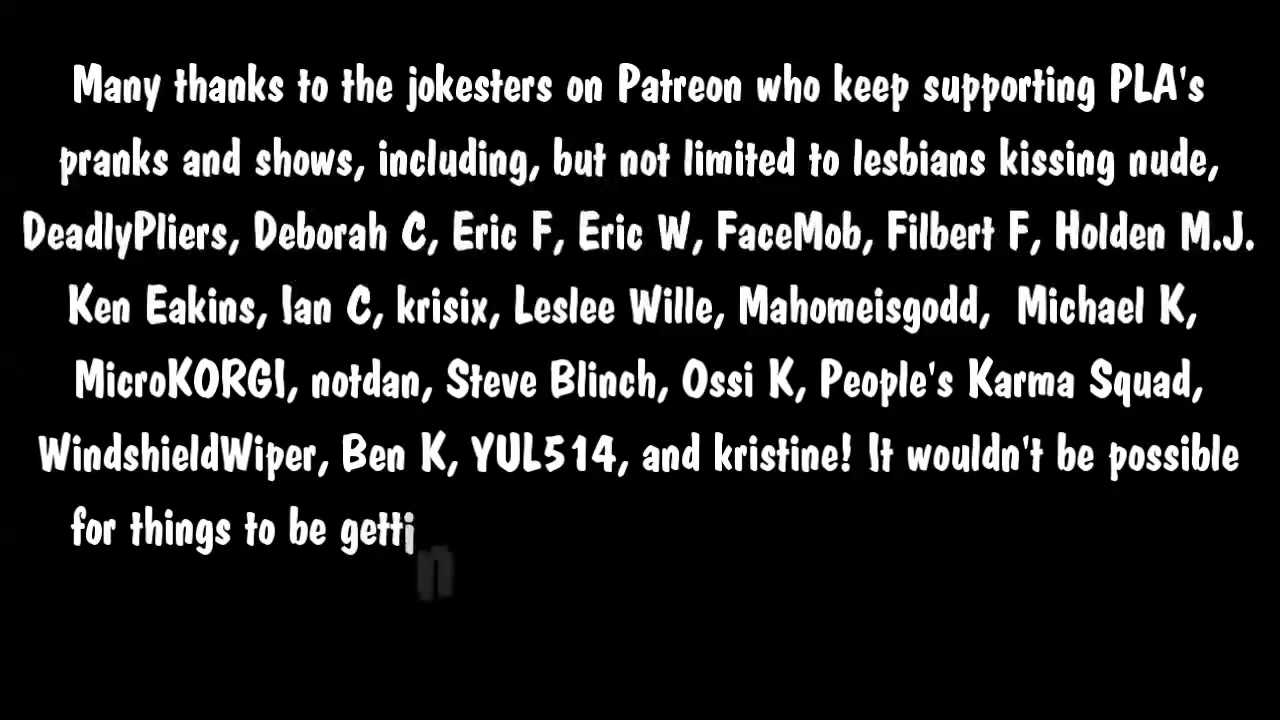 Many thanks to the jokesters on Patreon who keep supporting PLA's
pranks and shows, including, but not limited to lesbians kissing nude,
DeadlyPliers, Deborah C, Eric F, Eric W, FaceMob, Filbert F, Holden M.J.
Ken Eakins, Ian C, krisix, Leslee Wille, Mahomeisgodd, Michael K,
MicroKORGI, notdan, Steve Blinch, Ossi K, People's Karma Squad,
WindshieldWiper, Ben K, YUL514, and kristine! It wouldn't be possible
for things to be gettin